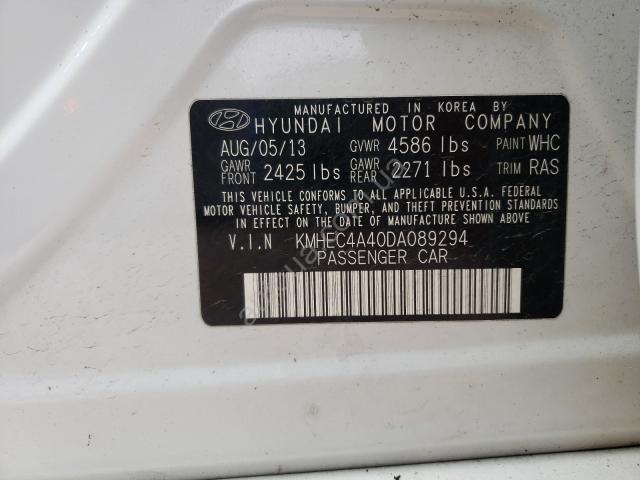 MANUFACTURED IN KOREA BY
HYUNDAI MOTOR COMPANY
AUG/05/13 GVWR 4586 lbs PAINT WHC
GAWR FRONT 2425 lbs GAWR REAR 2271 lbs TRIM RAS
THIS VEHICLE CONFORMS TO ALL APPLICABLE U.S.A. FEDERAL
MOTOR VEHICLE SAFETY, BUMPER, AND THEFT PREVENTION STANDARDS
IN EFFECT ON THE DATE OF MANUFACTURE SHOWN ABOVE.
V.I.N KMHEC4A40DA089294
PASSENGER CAR